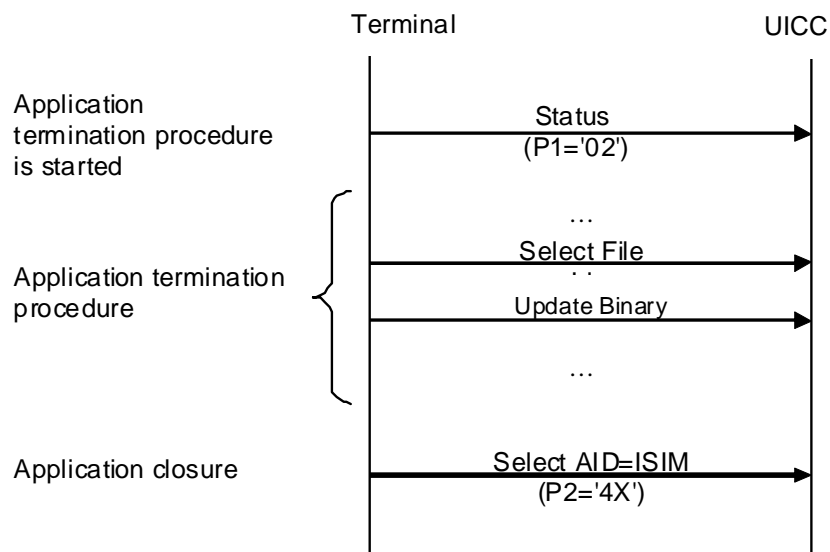 Terminal
UICC
Application
termination procedure
is started
Status
(P1='02')
...
Select File
. .
Application termination
procedure
Update Binary
...
Application closure
Select AID=ISIM
(P2='4X')